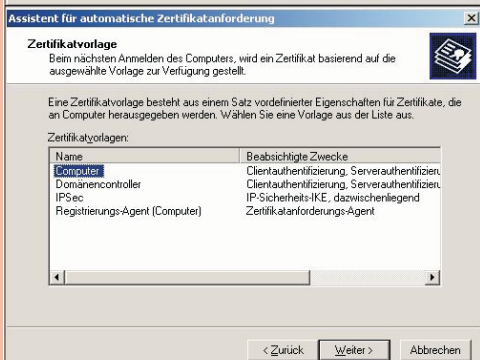 Assistent für automatische Zertifikatanforderung
Zertifikatvorlage
Beim nächsten Anmelden des Computers, wird ein Zertifikat basierend auf die
ausgewählte Vorlage zur Verfügung gestellt.
Eine Zertifikatvorlage besteht aus einem Satz vordefinierter Eigenschaften für Zertifikate, die
an Computer herausgegeben werden. Wählen Sie eine Vorlage aus der Liste aus.
Zertifikatvorlagen:
Name Beabsichtigte Zwecke
Computer Clientauthentifizierung, Serverauthentifizieru
Domänencontroller Clientauthentifizierung, Serverauthentifizieru
IPSec IP-Sicherheits-IKE, dazwischenliegend
Registrierungs-Agent (Computer) Zertifikatanforderungs-Agent
< Zurück Weiter > Abbrechen